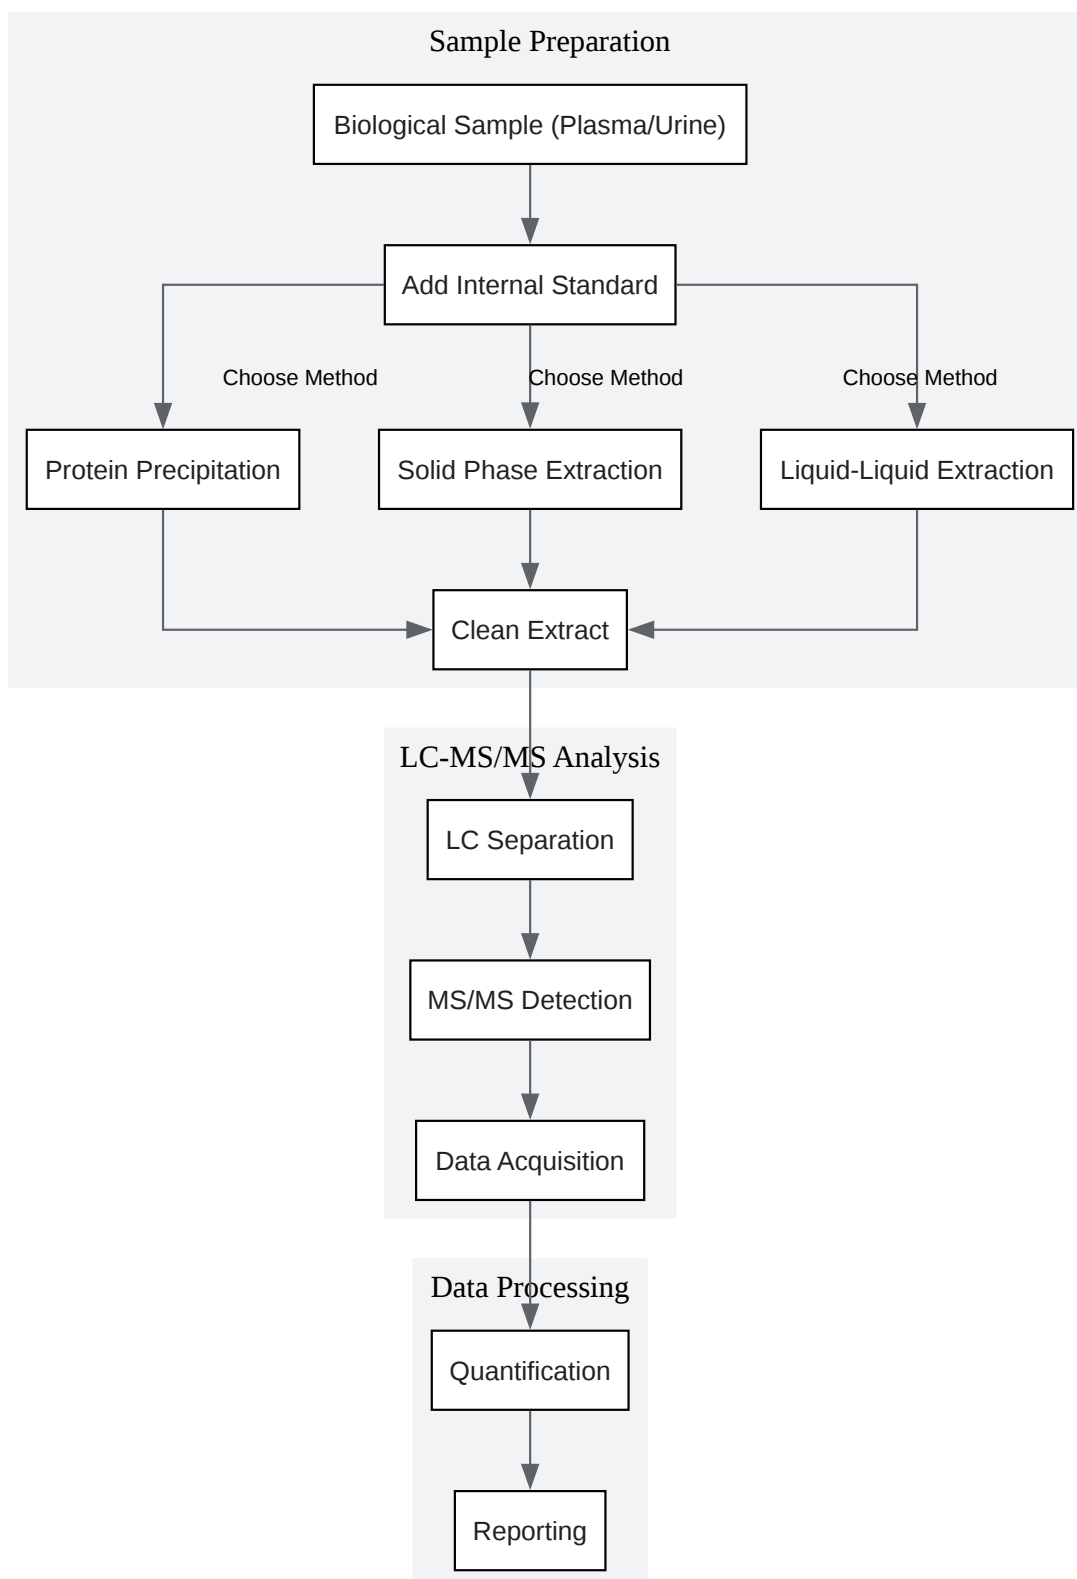 Sample Preparation
Biological Sample (Plasma/Urine)
Add Internal Standard
Choose Method
Choose Method
Choose Method
Protein Precipitation
Solid Phase Extraction
Liquid-Liquid Extraction
Clean Extract
LC-MS/MS Analysis
LC Separation
MS/MS Detection
Data Acquisition
Data Processing
Quantification
Reporting